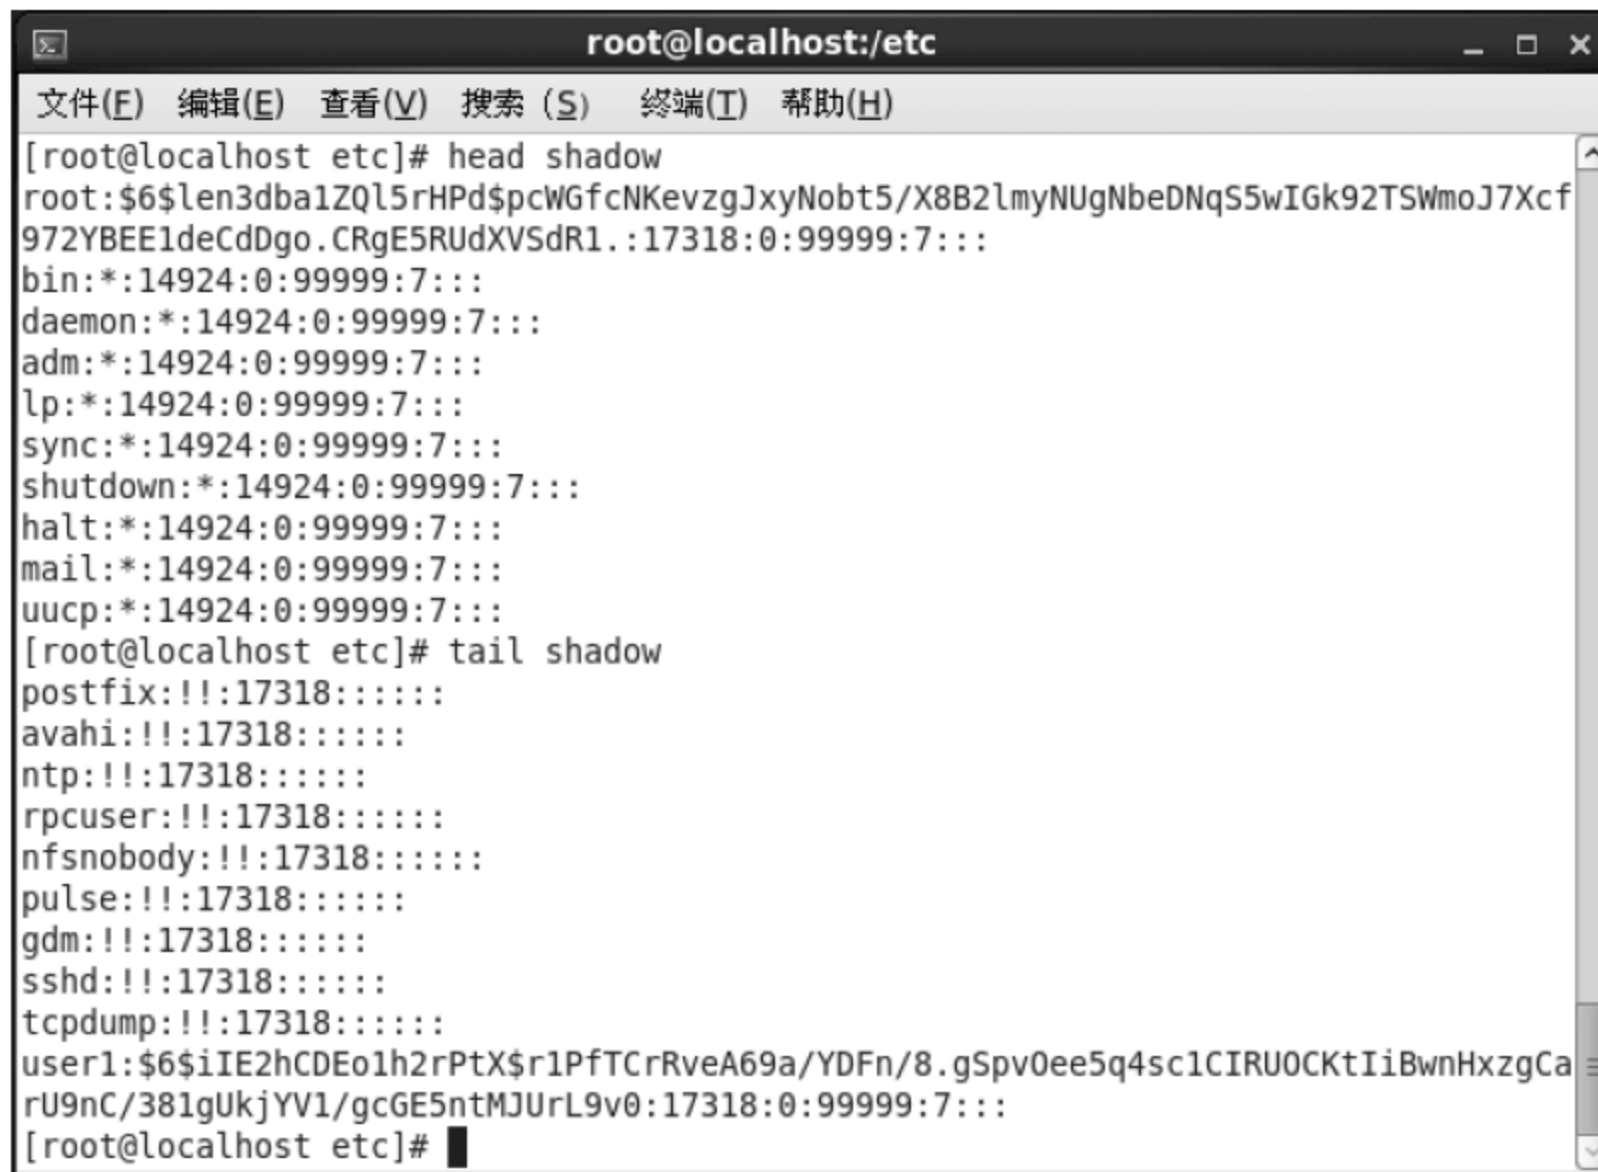 root@localhost:/etc
文件(F) 编辑(E) 查看(V) 搜索（S） 终端(T) 帮助(H)
[root@localhost etc]# head shadow
root:$6$len3dba1ZQl5rHPd$pcWGfcNKevzgJxyNobt5/X8B2lmyNUgNbeDNqS5wIGk92TSWmoJ7Xcf
972YBEE1deCdDgo.CRgE5RUdXVSdR1.:17318:0:99999:7:::
bin:*:14924:0:99999:7:::
daemon:*:14924:0:99999:7:::
adm:*:14924:0:99999:7:::
lp:*:14924:0:99999:7:::
sync:*:14924:0:99999:7:::
shutdown:*:14924:0:99999:7:::
halt:*:14924:0:99999:7:::
mail:*:14924:0:99999:7:::
uucp:*:14924:0:99999:7:::
[root@localhost etc]# tail shadow
postfix:!!:17318::::::
avahi:!!:17318::::::
ntp:!!:17318::::::
rpcuser:!!:17318::::::
nfsnobody:!!:17318::::::
pulse:!!:17318::::::
gdm:!!:17318::::::
sshd:!!:17318::::::
tcpdump:!!:17318::::::
user1:$6$iIE2hCDEo1h2rPtX$r1PfTCrRveA69a/YDFn/8.gSpvOee5q4sc1CIRUOCKtIiBwnHxzgCa
rU9nC/381gUkjYV1/gcGE5ntMJUrL9v0:17318:0:99999:7:::
[root@localhost etc]#